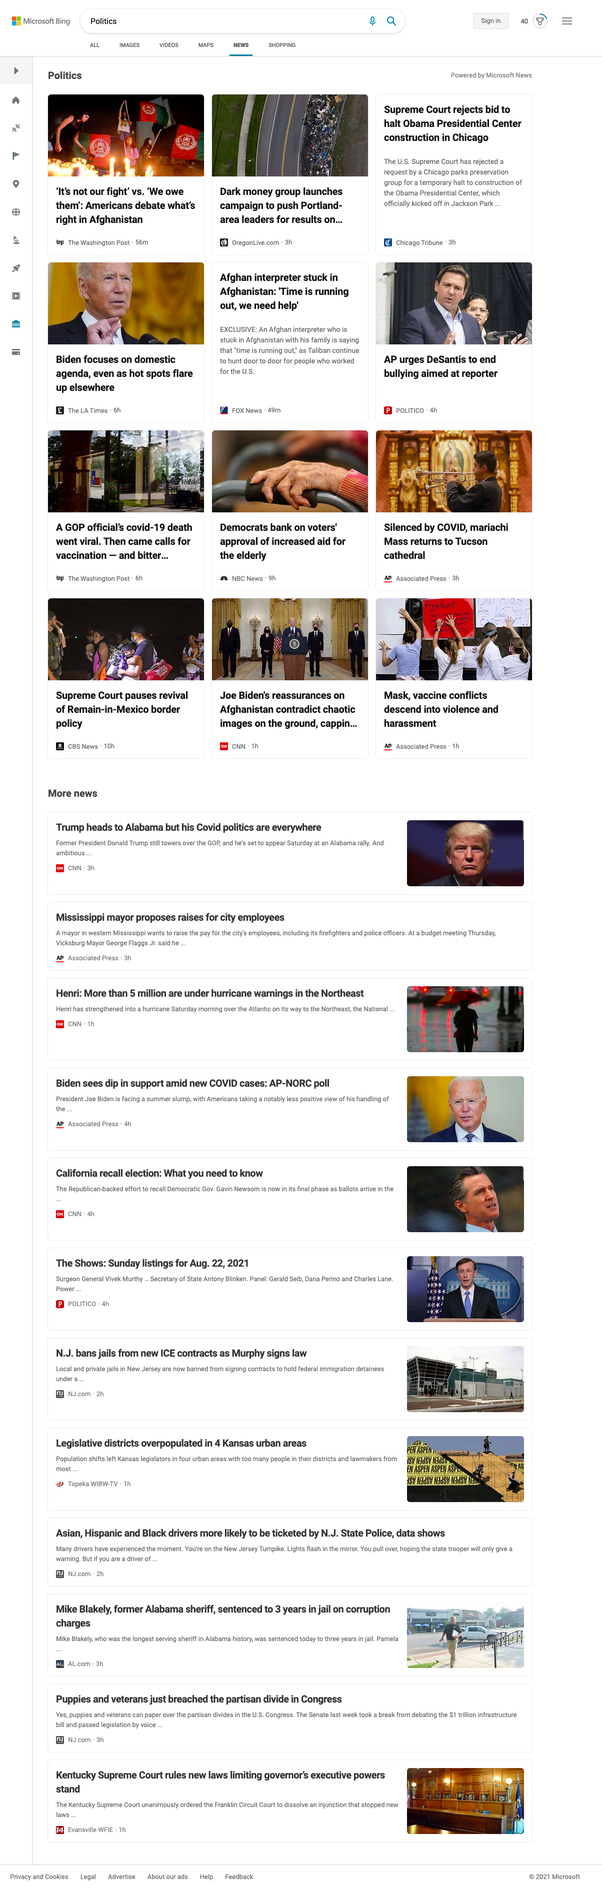 Microsoft Bing
Politics
Sign in
40
ALL
IMAGES
VIDEOS
MAPS
NEWS
SHOPPING
Politics
Powered by Microsoft News
'It's not our fight' vs. 'We owe
them': Americans debate what's
right in Afghanistan
The Washington Post · 56m
Dark money group launches
campaign to push Portland-
area leaders for results on...
OregonLive.com · 3h
Supreme Court rejects bid to
halt Obama Presidential Center
construction in Chicago
The U.S. Supreme Court has rejected a
request by a Chicago parks preservation
group for a temporary halt to construction of
the Obama Presidential Center, which
officially kicked off in Jackson Park ...
Chicago Tribune · 3h
Biden focuses on domestic
agenda, even as hot spots flare
up elsewhere
The LA Times · 6h
Afghan interpreter stuck in
Afghanistan: 'Time is running
out, we need help'
EXCLUSIVE: An Afghan interpreter who is
stuck in Afghanistan with his family is saying
that "time is running out," as Taliban continue
to hunt door to door for people who worked
for the U.S.
FOX News · 49m
AP urges DeSantis to end
bullying aimed at reporter
POLITICO · 4h
A GOP official's covid-19 death
went viral. Then came calls for
vaccination — and bitter...
The Washington Post · 6h
Democrats bank on voters'
approval of increased aid for
the elderly
NBC News · 9h
Silenced by COVID, mariachi
Mass returns to Tucson
cathedral
AP Associated Press · 3h
Supreme Court pauses revival
of Remain-in-Mexico border
policy
CBS News · 10h
Joe Biden's reassurances on
Afghanistan contradict chaotic
images on the ground, cappin...
CNN · 1h
Mask, vaccine conflicts
descend into violence and
harassment
AP Associated Press · 1h
More news
Trump heads to Alabama but his Covid politics are everywhere
Former President Donald Trump still towers over the GOP, and he's set to appear Saturday at an Alabama rally. And
ambitious ...
CNN · 3h
Mississippi mayor proposes raises for city employees
A mayor in western Mississippi wants to raise the pay for the city's employees, including its firefighters and police officers. At a budget meeting Thursday,
Vicksburg Mayor George Flaggs Jr. said he ...
AP Associated Press · 3h
Henri: More than 5 million are under hurricane warnings in the Northeast
Henri has strengthened into a hurricane Saturday morning over the Atlantic on its way to the Northeast, the National ...
CNN · 1h
Biden sees dip in support amid new COVID cases: AP-NORC poll
President Joe Biden is facing a summer slump, with Americans taking a notably less positive view of his handling of
the ...
AP Associated Press · 4h
California recall election: What you need to know
The Republican-backed effort to recall Democratic Gov. Gavin Newsom is now in its final phase as ballots arrive in the
...
CNN · 4h
The Shows: Sunday listings for Aug. 22, 2021
Surgeon General Vivek Murthy ... Secretary of State Antony Blinken. Panel: Gerald Seib, Dana Perino and Charles Lane.
Power ...
POLITICO · 4h
N.J. bans jails from new ICE contracts as Murphy signs law
Local and private jails in New Jersey are now banned from signing contracts to hold federal immigration detainees
under a ...
NJ.com · 2h
Legislative districts overpopulated in 4 Kansas urban areas
Population shifts left Kansas legislators in four urban areas with too many people in their districts and lawmakers from
most ...
Topeka WIBW-TV · 1h
Asian, Hispanic and Black drivers more likely to be ticketed by N.J. State Police, data shows
Many drivers have experienced the moment. You're on the New Jersey Turnpike. Lights flash in the mirror. You pull over, hoping the state trooper will only give a
warning. But if you are a driver of ...
NJ.com · 2h
Mike Blakely, former Alabama sheriff, sentenced to 3 years in jail on corruption
charges
Mike Blakely, who was the longest serving sheriff in Alabama history, was sentenced today to three years in jail. Pamela
...
AL.com · 3h
Puppies and veterans just breached the partisan divide in Congress
Yes, puppies and veterans can paper over the partisan divides in the U.S. Congress. The Senate last week took a break from debating the $1 trillion infrastructure
bill and passed legislation by voice ...
NJ.com · 3h
Kentucky Supreme Court rules new laws limiting governor's executive powers
stand
The Kentucky Supreme Court unanimously ordered the Franklin Circuit Court to dissolve an injunction that stopped new
laws ...
Evansville WFIE · 1h
Privacy and Cookies
Legal
Advertise
About our ads
Help
Feedback
© 2021 Microsoft